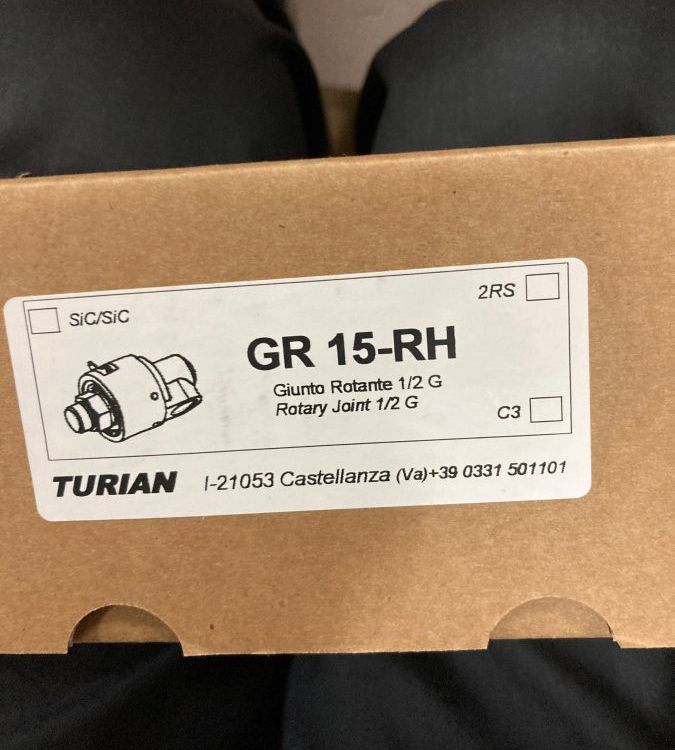 2RS
SiC/SiC
GR 15-RH
Giunto Rotante 1/2 G
Rotary Joint 1/2 G
C3
TURIAN I-21053 Castellanza (Va)+39 0331 501101